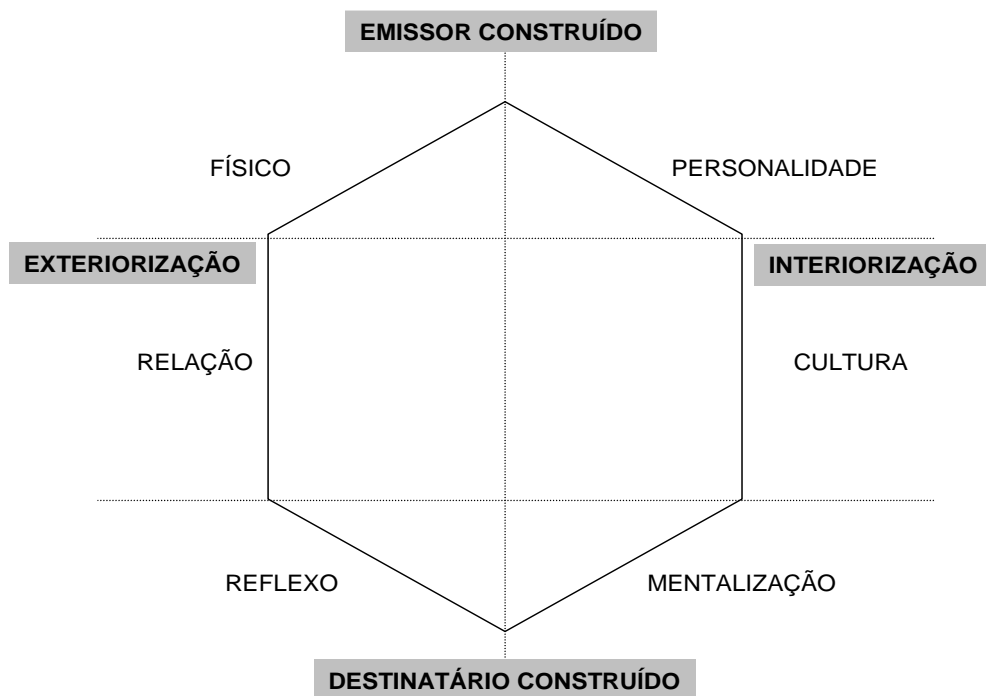 EMISSOR CONSTRUÍDO
FÍSICO
PERSONALIDADE
EXTERIORIZAÇÃO
INTERIORIZAÇÃO
RELAÇÃO
CULTURA
REFLEXO
MENTALIZAÇÃO
DESTINATÁRIO CONSTRUÍDO